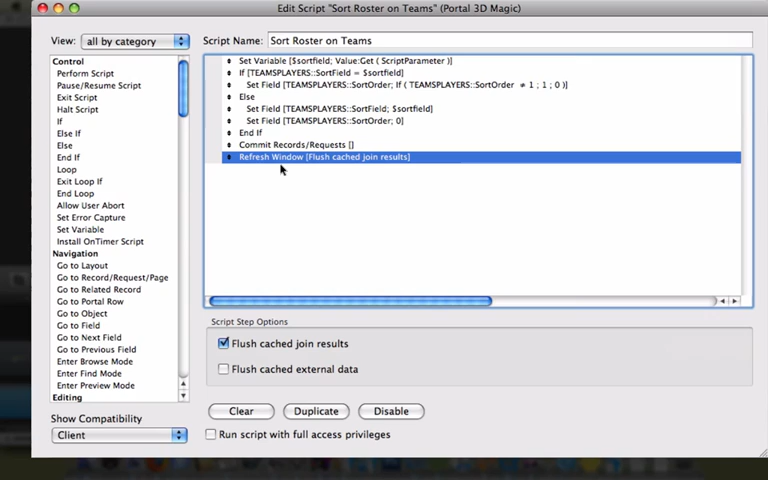 Edit Script "Sort Roster on Teams" (Portal 3D Magic)
View: all by category
Script Name: Sort Roster on Teams
Control
Perform Script
Pause/Resume Script
Exit Script
Halt Script
If
Else If
Else
End If
Loop
Exit Loop If
End Loop
Allow User Abort
Set Error Capture
Set Variable
Install OnTimer Script
Navigation
Go to Layout
Go to Record/Request/Page
Go to Related Record
Go to Portal Row
Go to Object
Go to Field
Go to Next Field
Go to Previous Field
Enter Browse Mode
Enter Find Mode
Enter Preview Mode
Editing
Show Compatibility
Client
Set Variable [$sortfield; Value:Get ( ScriptParameter )]
If [TEAMSPLAYERS::SortField = $sortfield]
Set Field [TEAMSPLAYERS::SortOrder; If ( TEAMSPLAYERS::SortOrder ≠ 1 ; 1 ; 0 )]
Else
Set Field [TEAMSPLAYERS::SortField; $sortfield]
Set Field [TEAMSPLAYERS::SortOrder; 0]
End If
Commit Records/Requests []
Refresh Window [Flush cached join results]
Script Step Options
Flush cached join results
Flush cached external data
Clear
Duplicate
Disable
Run script with full access privileges